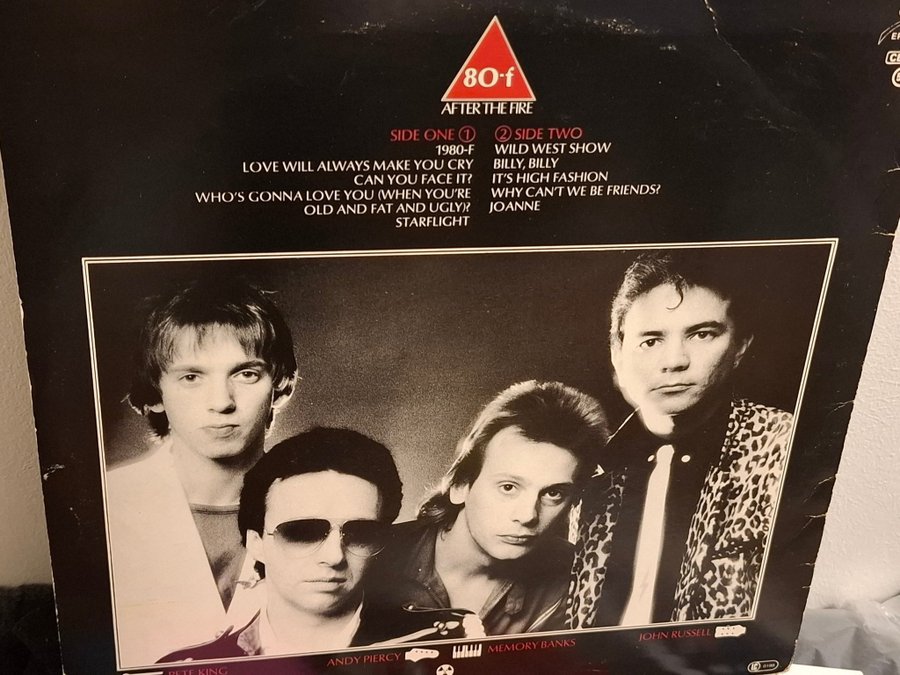 80-f
AFTER THE FIRE
SIDE ONE 1
1980-F
LOVE WILL ALWAYS MAKE YOU CRY
CAN YOU FACE IT?
WHO'S GONNA LOVE YOU (WHEN YOU'RE
OLD AND FAT AND UGLY)?
STARFLIGHT
2 SIDE TWO
WILD WEST SHOW
BILLY, BILLY
IT'S HIGH FASHION
WHY CAN'T WE BE FRIENDS?
JOANNE
PETE KING
ANDY PIERCY
MEMORY BANKS
JOHN RUSSELL